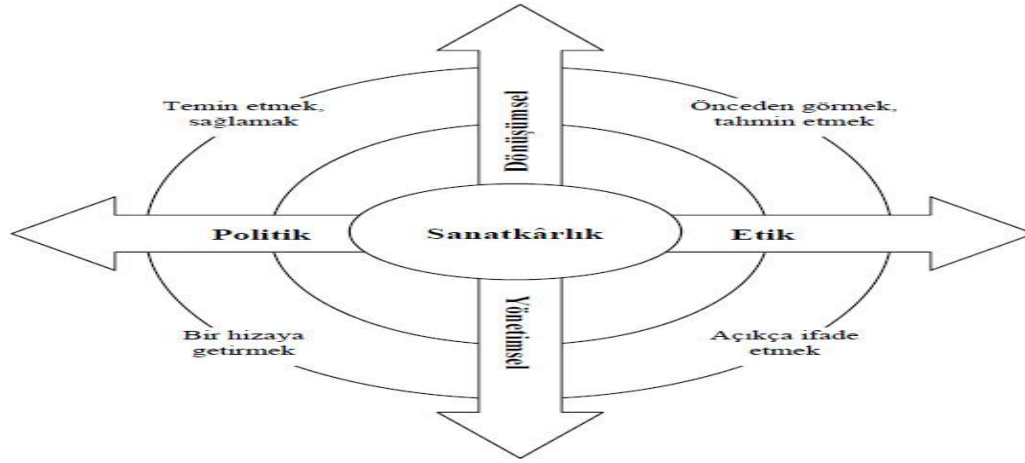 Temin etmek,
sağlamak
Önceden görmek,
tahmin etmek
Dönüşümsel
Politik
Sanatkârlık
Etik
Yönetimsel
Bir hizaya
getirmek
Açıkça ifade
etmek